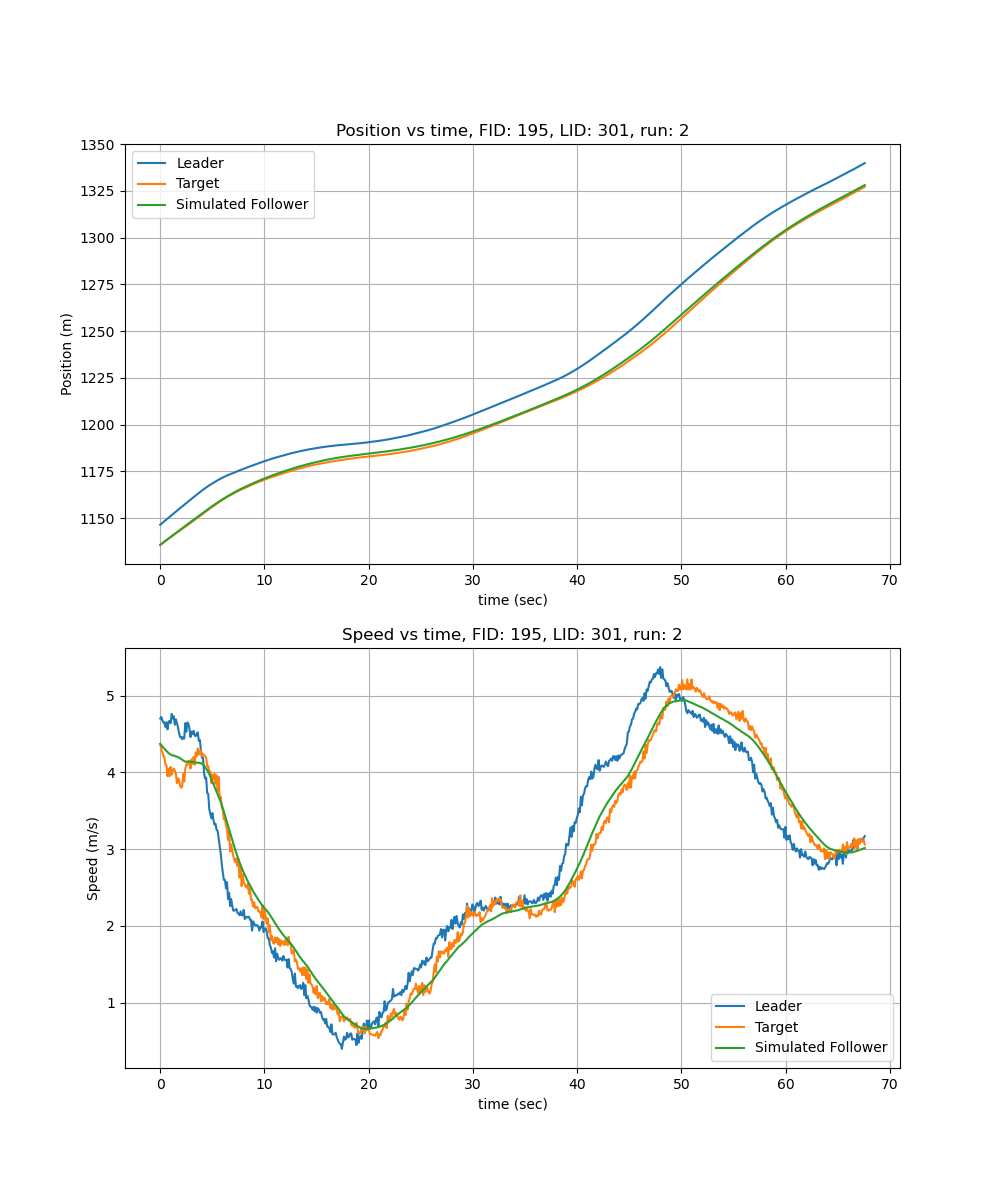 Position vs time, FID: 195, LID: 301, run: 2
1350
1325
1300
1275
1250
1225
1200
1175
1150
Position (m)
Leader
Target
Simulated Follower
0 10 20 30 40 50 60 70
time (sec)
Speed vs time, FID: 195, LID: 301, run: 2
5
4
3
2
1
Speed (m/s)
Leader
Target
Simulated Follower
0 10 20 30 40 50 60 70
time (sec)